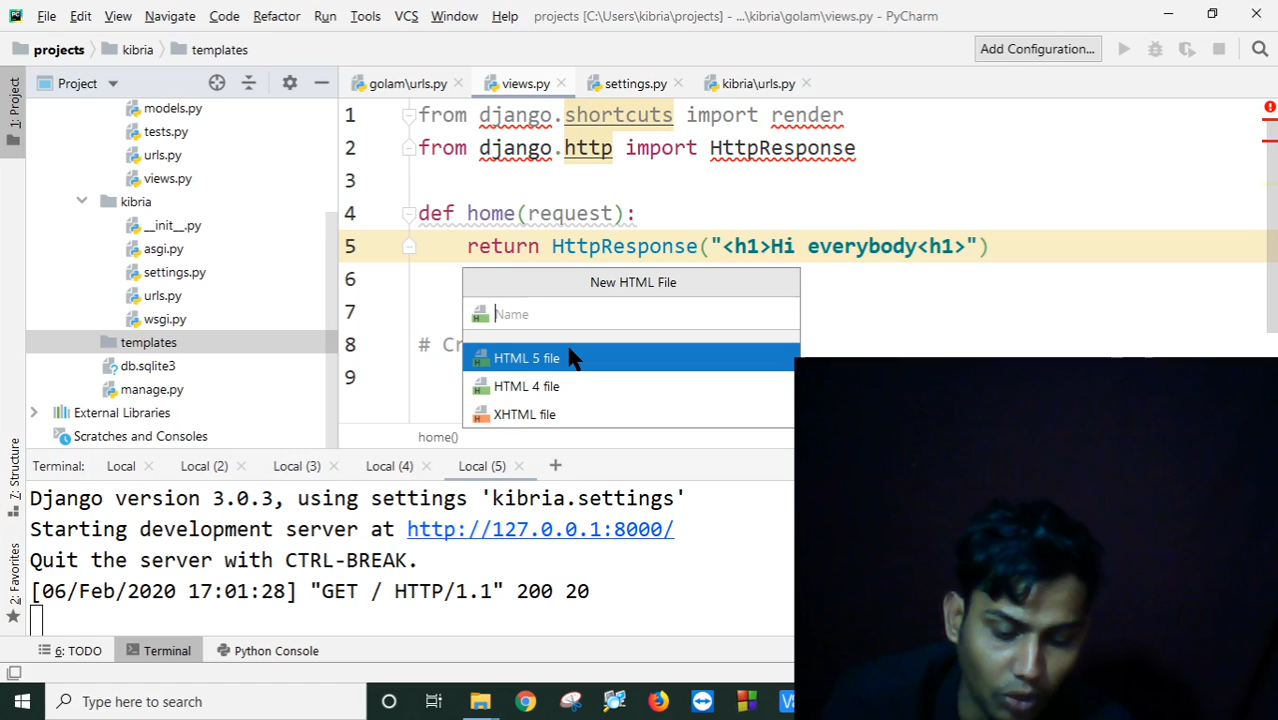 File Edit View Navigate Code Refactor Run Tools VCS Window Help projects [C:\Users\kibria\projects] - ...\kibria\golam\views.py - PyCharm
projects kibria templates Add Configuration...
1: Project
Project
golam\urls.py views.py settings.py kibria\urls.py
models.py
tests.py
urls.py
views.py
kibria
__init__.py
asgi.py
settings.py
urls.py
wsgi.py
templates
db.sqlite3
manage.py
External Libraries
Scratches and Consoles
1 from django.shortcuts import render
2 from django.http import HttpResponse
3
4 def home(request):
5 return HttpResponse("<h1>Hi everybody<h1>")
6
7
8 # Cr
9
New HTML File
Name
HTML 5 file
HTML 4 file
XHTML file
home()
Terminal: Local Local (2) Local (3) Local (4) Local (5)
Django version 3.0.3, using settings 'kibria.settings'
Starting development server at http://127.0.0.1:8000/
Quit the server with CTRL-BREAK.
[06/Feb/2020 17:01:28] "GET / HTTP/1.1" 200 20
7: Structure
2: Favorites
6: TODO Terminal Python Console
Type here to search